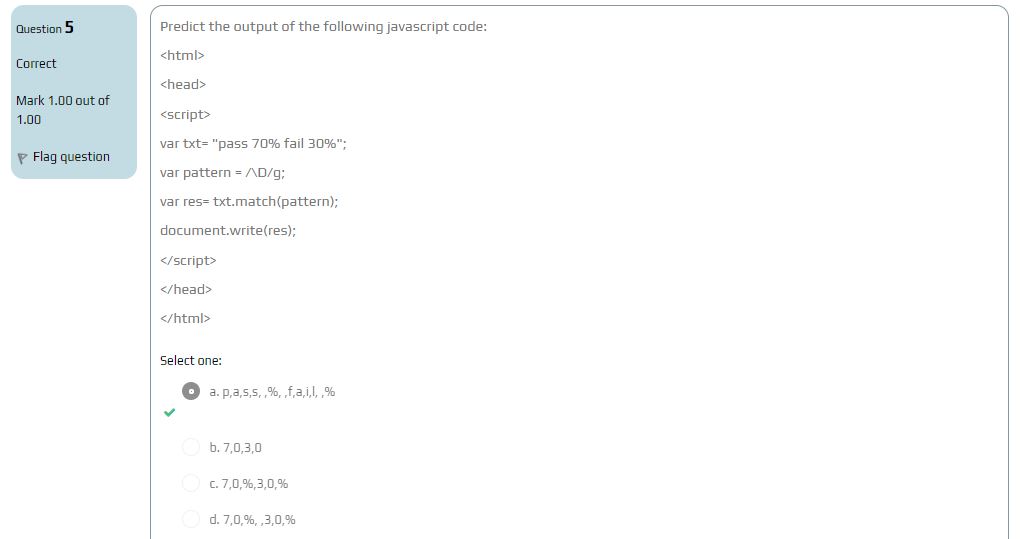 Question 5
Correct
Mark 1.00 out of
1.00
Flag question
Predict the output of the following javascript code:
<html>
<head>
<script>
var txt= "pass 70% fail 30%";
var pattern = /\D/g;
var res= txt.match(pattern);
document.write(res);
</script>
</head>
</html>
Select one:
a. p,a,s,s, ,%, ,f,a,i,l, ,%
b. 7,0,3,0
c. 7,0,%,3,0,%
d. 7,0,%, ,3,0,%